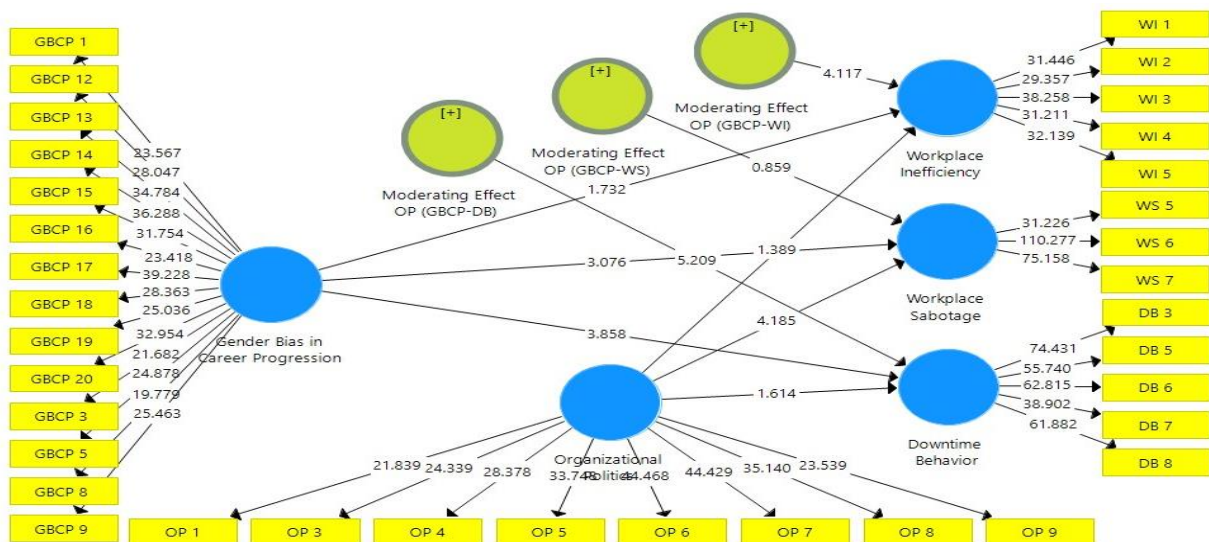 GBCP 1
GBCP 12
GBCP 13
GBCP 14
GBCP 15
GBCP 16
GBCP 17
GBCP 18
GBCP 19
GBCP 20
GBCP 3
GBCP 5
GBCP 8
GBCP 9
23.567
28.047
34.784
36.288
31.754
23.418
39.228
28.363
25.036
32.954
21.682
24.878
19.779
25.463
Gender Bias in
Career Progression
[+]
Moderating Effect
OP (GBCP-DB)
[+]
Moderating Effect
OP (GBCP-WS)
[+]
Moderating Effect
OP (GBCP-WI)
4.117
1.732
0.859
3.076
5.209
1.389
4.185
3.858
1.614
Workplace
Inefficiency
Workplace
Sabotage
Downtime
Behavior
Organizational
Politics
31.446
29.357
38.258
31.211
32.139
31.226
110.277
75.158
74.431
55.740
62.815
38.902
61.882
WI 1
WI 2
WI 3
WI 4
WI 5
WS 5
WS 6
WS 7
DB 3
DB 5
DB 6
DB 7
DB 8
21.839
24.339
28.378
33.748
44.468
44.429
35.140
23.539
OP 1
OP 3
OP 4
OP 5
OP 6
OP 7
OP 8
OP 9